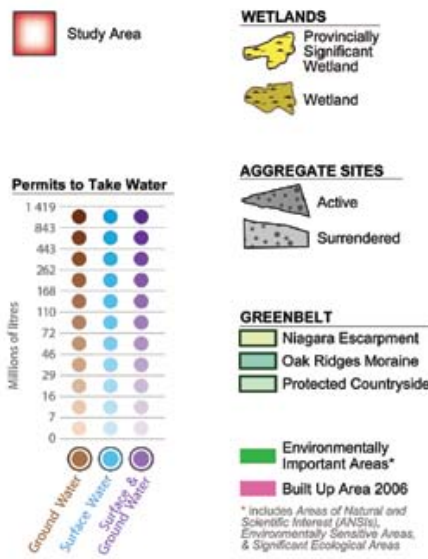 Study Area
Permits to Take Water
1 419
843
443
262
168
110
72
46
29
16
7
0
Millions of litres
Ground Water
Surface Water
Surface &
Ground Water
WETLANDS
Provincially
Significant
Wetland
Wetland
AGGREGATE SITES
Active
Surrendered
GREENBELT
Niagara Escarpment
Oak Ridges Moraine
Protected Countryside
Environmentally
Important Areas*
Built Up Area 2006
* includes Areas of Natural and
Scientific Interest (ANSIs),
Environmentally Sensitive Areas,
& Significant Ecological Areas